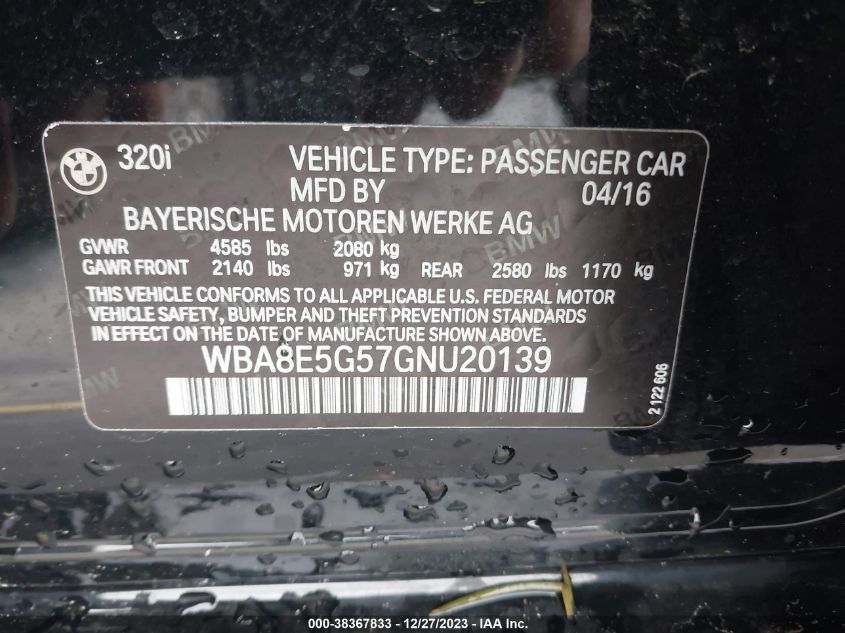 320i VEHICLE TYPE: PASSENGER CAR
MFD BY 04/16
BAYERISCHE MOTOREN WERKE AG
GVWR 4585 lbs 2080 kg
GAWR FRONT 2140 lbs 971 kg REAR 2580 lbs 1170 kg
THIS VEHICLE CONFORMS TO ALL APPLICABLE U.S. FEDERAL MOTOR
VEHICLE SAFETY, BUMPER AND THEFT PREVENTION STANDARDS
IN EFFECT ON THE DATE OF MANUFACTURE SHOWN ABOVE.
WBA8E5G57GNU20139
2 122 606
000-38367833 - 12/27/2023 - IAA Inc.